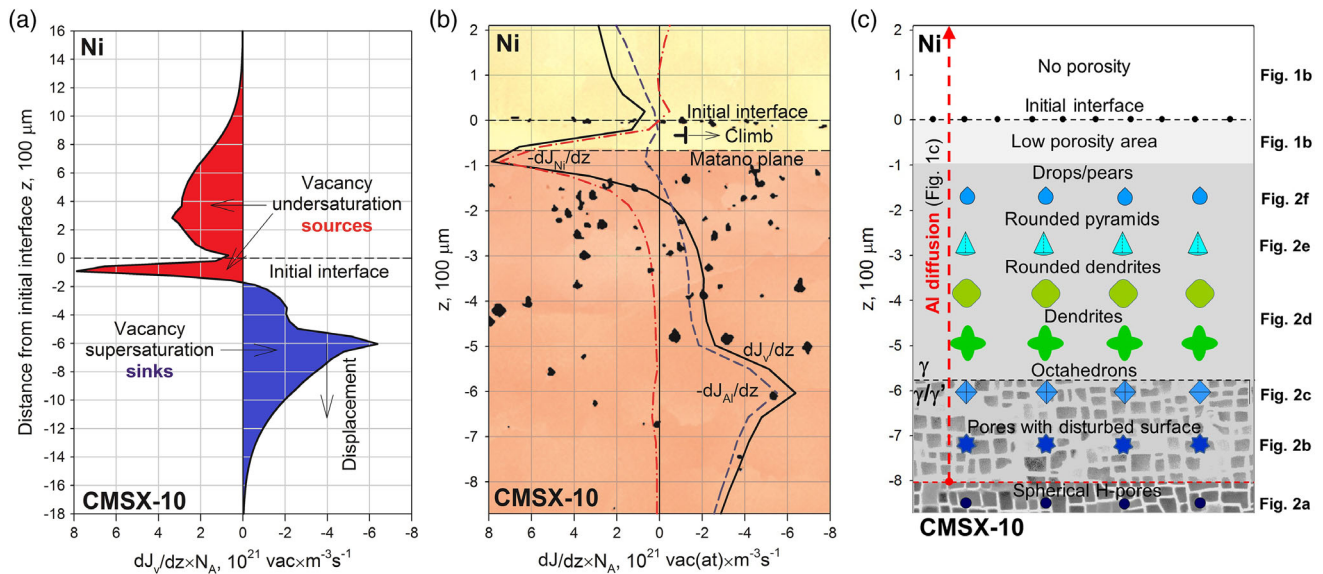 (a)
16
14
12
10
8
6
4
2
0
-2
-4
-6
-8
-10
-12
-14
-16
-18
Distance from initial interface z, 100 µm
Ni
Vacancy
undersaturation
sources
Initial interface
Vacancy
supersaturation
sinks
Displacement
CMSX-10
8 6 4 2 0 -2 -4 -6 -8
dJᵥ/dz×N_A, 10²¹ vac×m⁻³s⁻¹
(b)
2
1
0
-1
-2
-3
-4
-5
-6
-7
-8
z, 100 µm
Ni
Initial interface
Climb
-dJ_Ni/dz
Matano plane
dJᵥ/dz
-dJ_Al/dz
CMSX-10
8 6 4 2 0 -2 -4 -6 -8
dJ/dz×N_A, 10²¹ vac(at)×m⁻³s⁻¹
(c)
2
1
0
-1
-2
-3
-4
-5
-6
-7
-8
z, 100 µm
Ni
No porosity
Fig. 1b
Initial interface
Low porosity area
Fig. 1b
Al diffusion (Fig. 1c)
Drops/pears
Fig. 2f
Rounded pyramids
Fig. 2e
Rounded dendrites
Dendrites
Fig. 2d
γ
Octahedrons
γ/γ'
Fig. 2c
Pores with disturbed surface
Fig. 2b
Spherical H-pores
Fig. 2a
CMSX-10